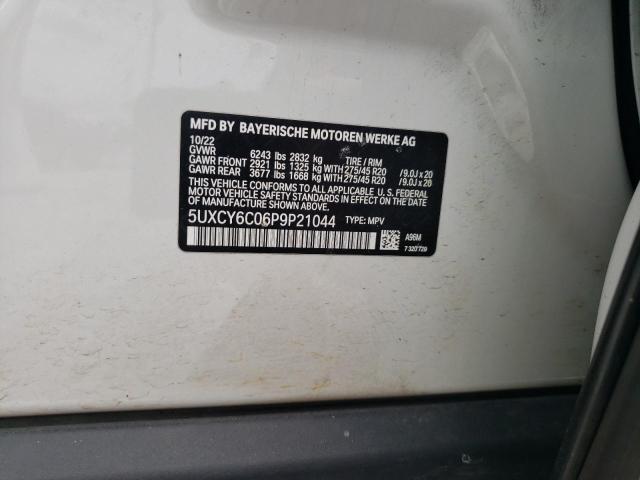 MFD BY BAYERISCHE MOTOREN WERKE AG
10/22
GVWR 6243 lbs 2832 kg TIRE / RIM
GAWR FRONT 2921 lbs 1325 kg WITH 275/45 R20 /9.0J x 20
GAWR REAR 3677 lbs 1668 kg WITH 275/45 R20 /9.0J x 20
THIS VEHICLE CONFORMS TO ALL APPLICABLE U.S. FEDERAL
MOTOR VEHICLE SAFETY STANDARDS IN EFFECT ON THE
DATE OF MANUFACTURE SHOWN ABOVE.
5UXCY6C06P9P21044 TYPE: MPV
A96M
7 320729